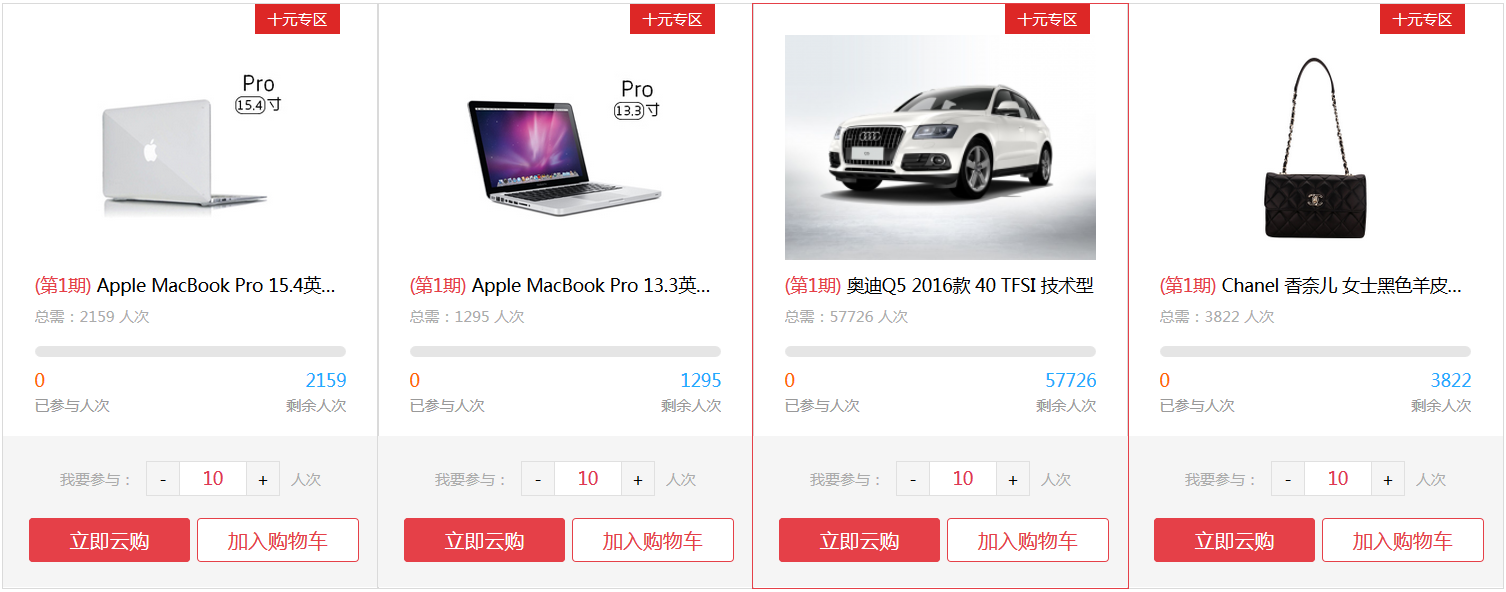 十元专区
Pro
15.4寸
(第1期) Apple MacBook Pro 15.4英...
总需：2159 人次
0
2159
已参与人次
剩余人次
我要参与：
-
10
+
人次
立即云购
加入购物车
十元专区
Pro
13.3寸
(第1期) Apple MacBook Pro 13.3英...
总需：1295 人次
0
1295
已参与人次
剩余人次
我要参与：
-
10
+
人次
立即云购
加入购物车
十元专区
(第1期) 奥迪Q5 2016款 40 TFSI 技术型
总需：57726 人次
0
57726
已参与人次
剩余人次
我要参与：
-
10
+
人次
立即云购
加入购物车
十元专区
(第1期) Chanel 香奈儿 女士黑色羊皮...
总需：3822 人次
0
3822
已参与人次
剩余人次
我要参与：
-
10
+
人次
立即云购
加入购物车